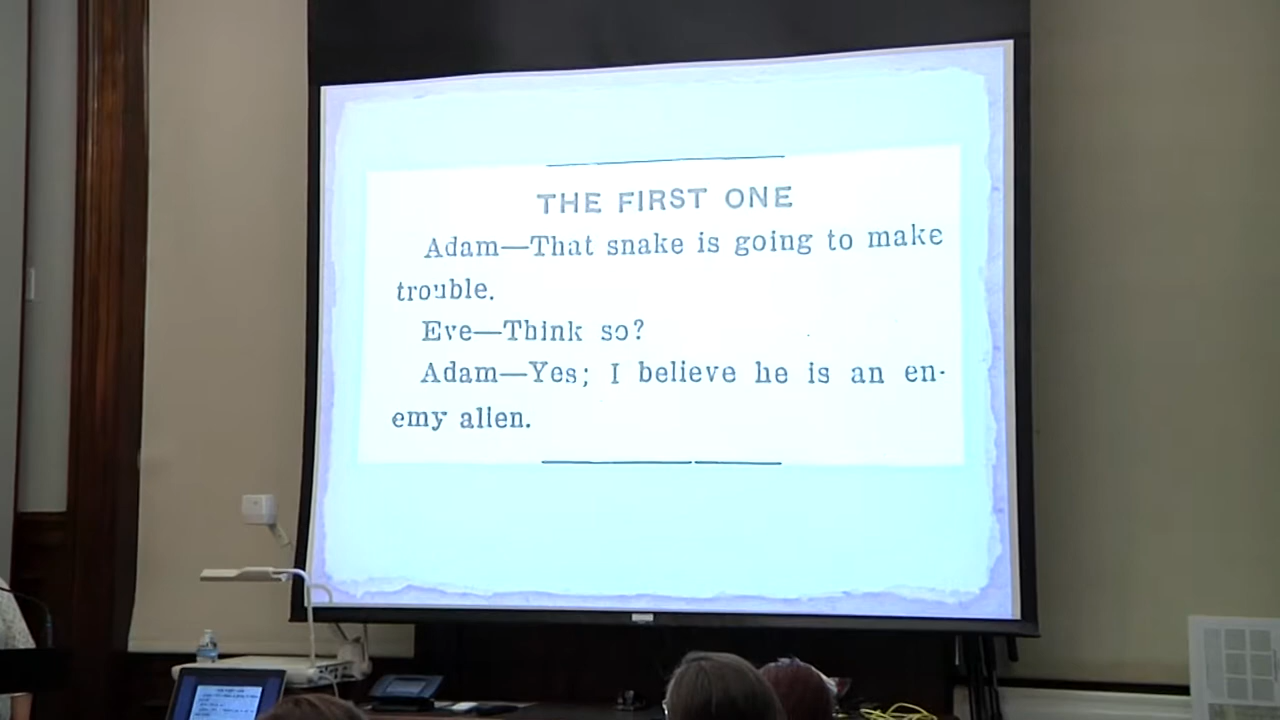 THE FIRST ONE
Adam—That snake is going to make
trouble.
Eve—Think so?
Adam—Yes; I believe he is an en-
emy alien.